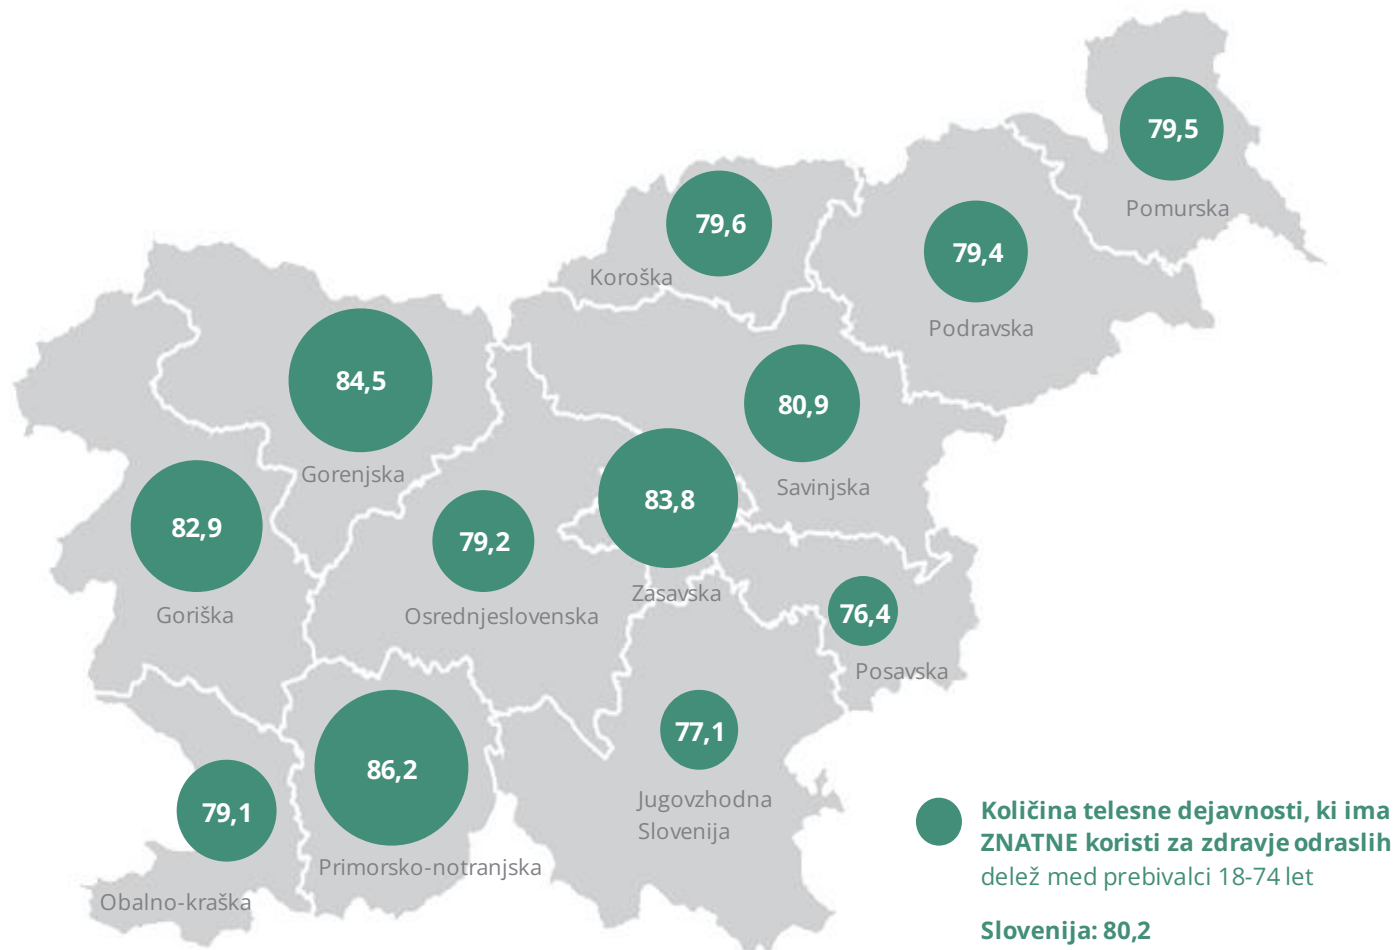 79,5
Pomurska
79,6
Koroška
79,4
Podravska
84,5
Gorenjska
80,9
Savinjska
83,8
Zasavska
82,9
Goriška
79,2
Osrednjeslovenska
76,4
Posavska
77,1
Jugovzhodna
Slovenija
86,2
Primorsko-notranjska
79,1
Obalno-kraška
Količina telesne dejavnosti, ki ima
ZNATNE koristi za zdravje odraslih
delež med prebivalci 18-74 let
Slovenija: 80,2